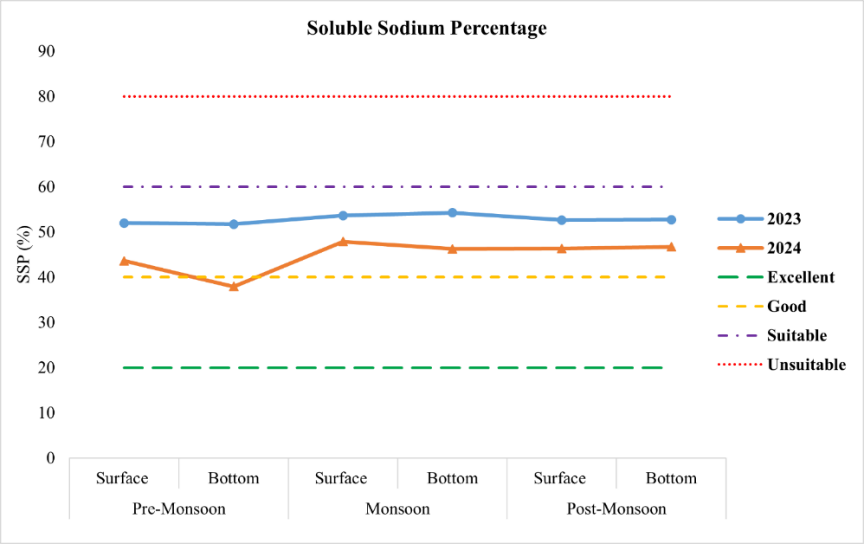 Soluble Sodium Percentage
90
80
70
60
50
40
30
20
10
0
SSP (%)
Surface Bottom Surface Bottom Surface Bottom
Pre-Monsoon Monsoon Post-Monsoon
2023
2024
Excellent
Good
Suitable
Unsuitable